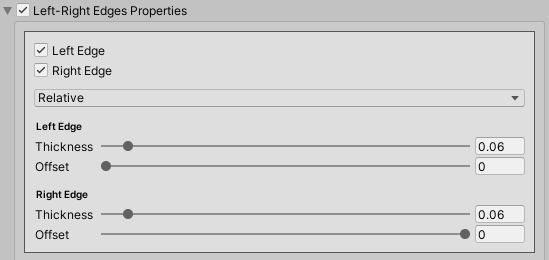 Left-Right Edges Properties
Left Edge
Right Edge
Relative
Left Edge
Thickness 0.06
Offset 0
Right Edge
Thickness 0.06
Offset 0